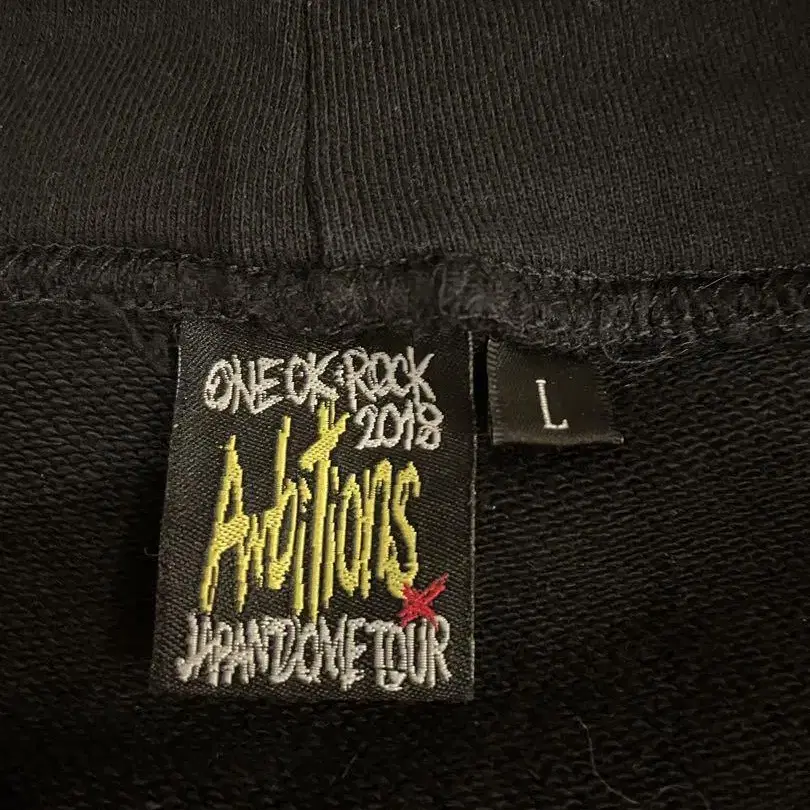 ONE OK ROCK
2018
Ambitions
JAPAN DOME TOUR
L